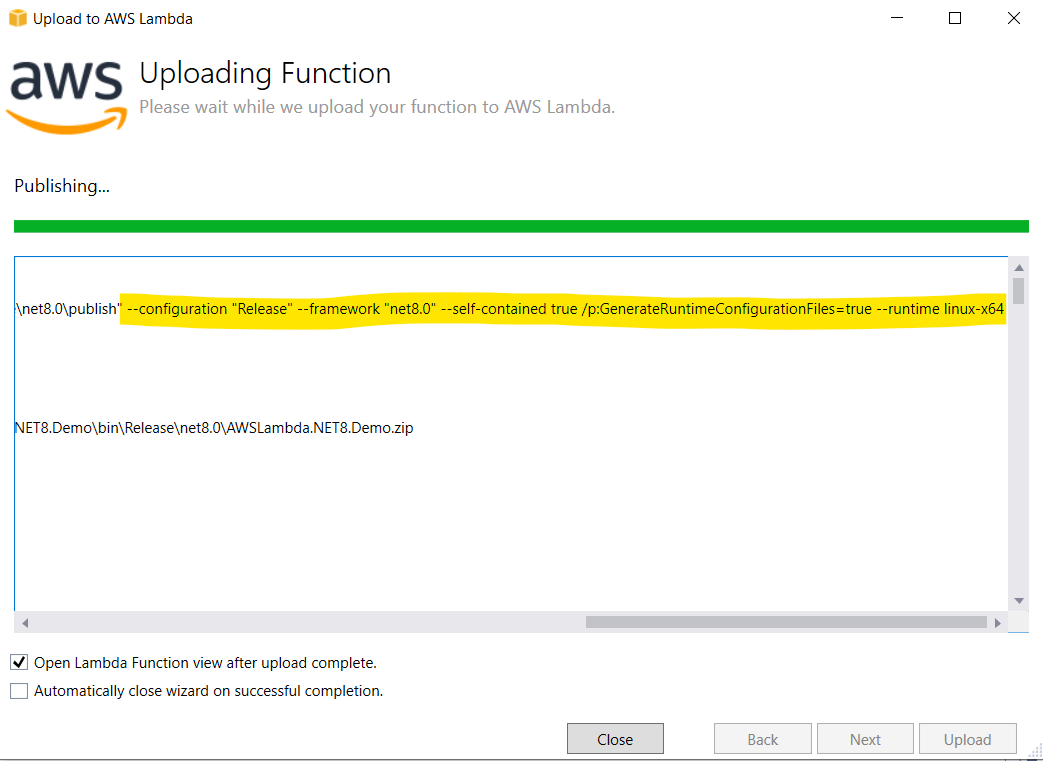 Upload to AWS Lambda
aws
Uploading Function
Please wait while we upload your function to AWS Lambda.
Publishing...
\net8.0\publish" --configuration "Release" --framework "net8.0" --self-contained true /p:GenerateRuntimeConfigurationFiles=true --runtime linux-x64
NET8.Demo\bin\Release\net8.0\AWSLambda.NET8.Demo.zip
Open Lambda Function view after upload complete.
Automatically close wizard on successful completion.
Close Back Next Upload